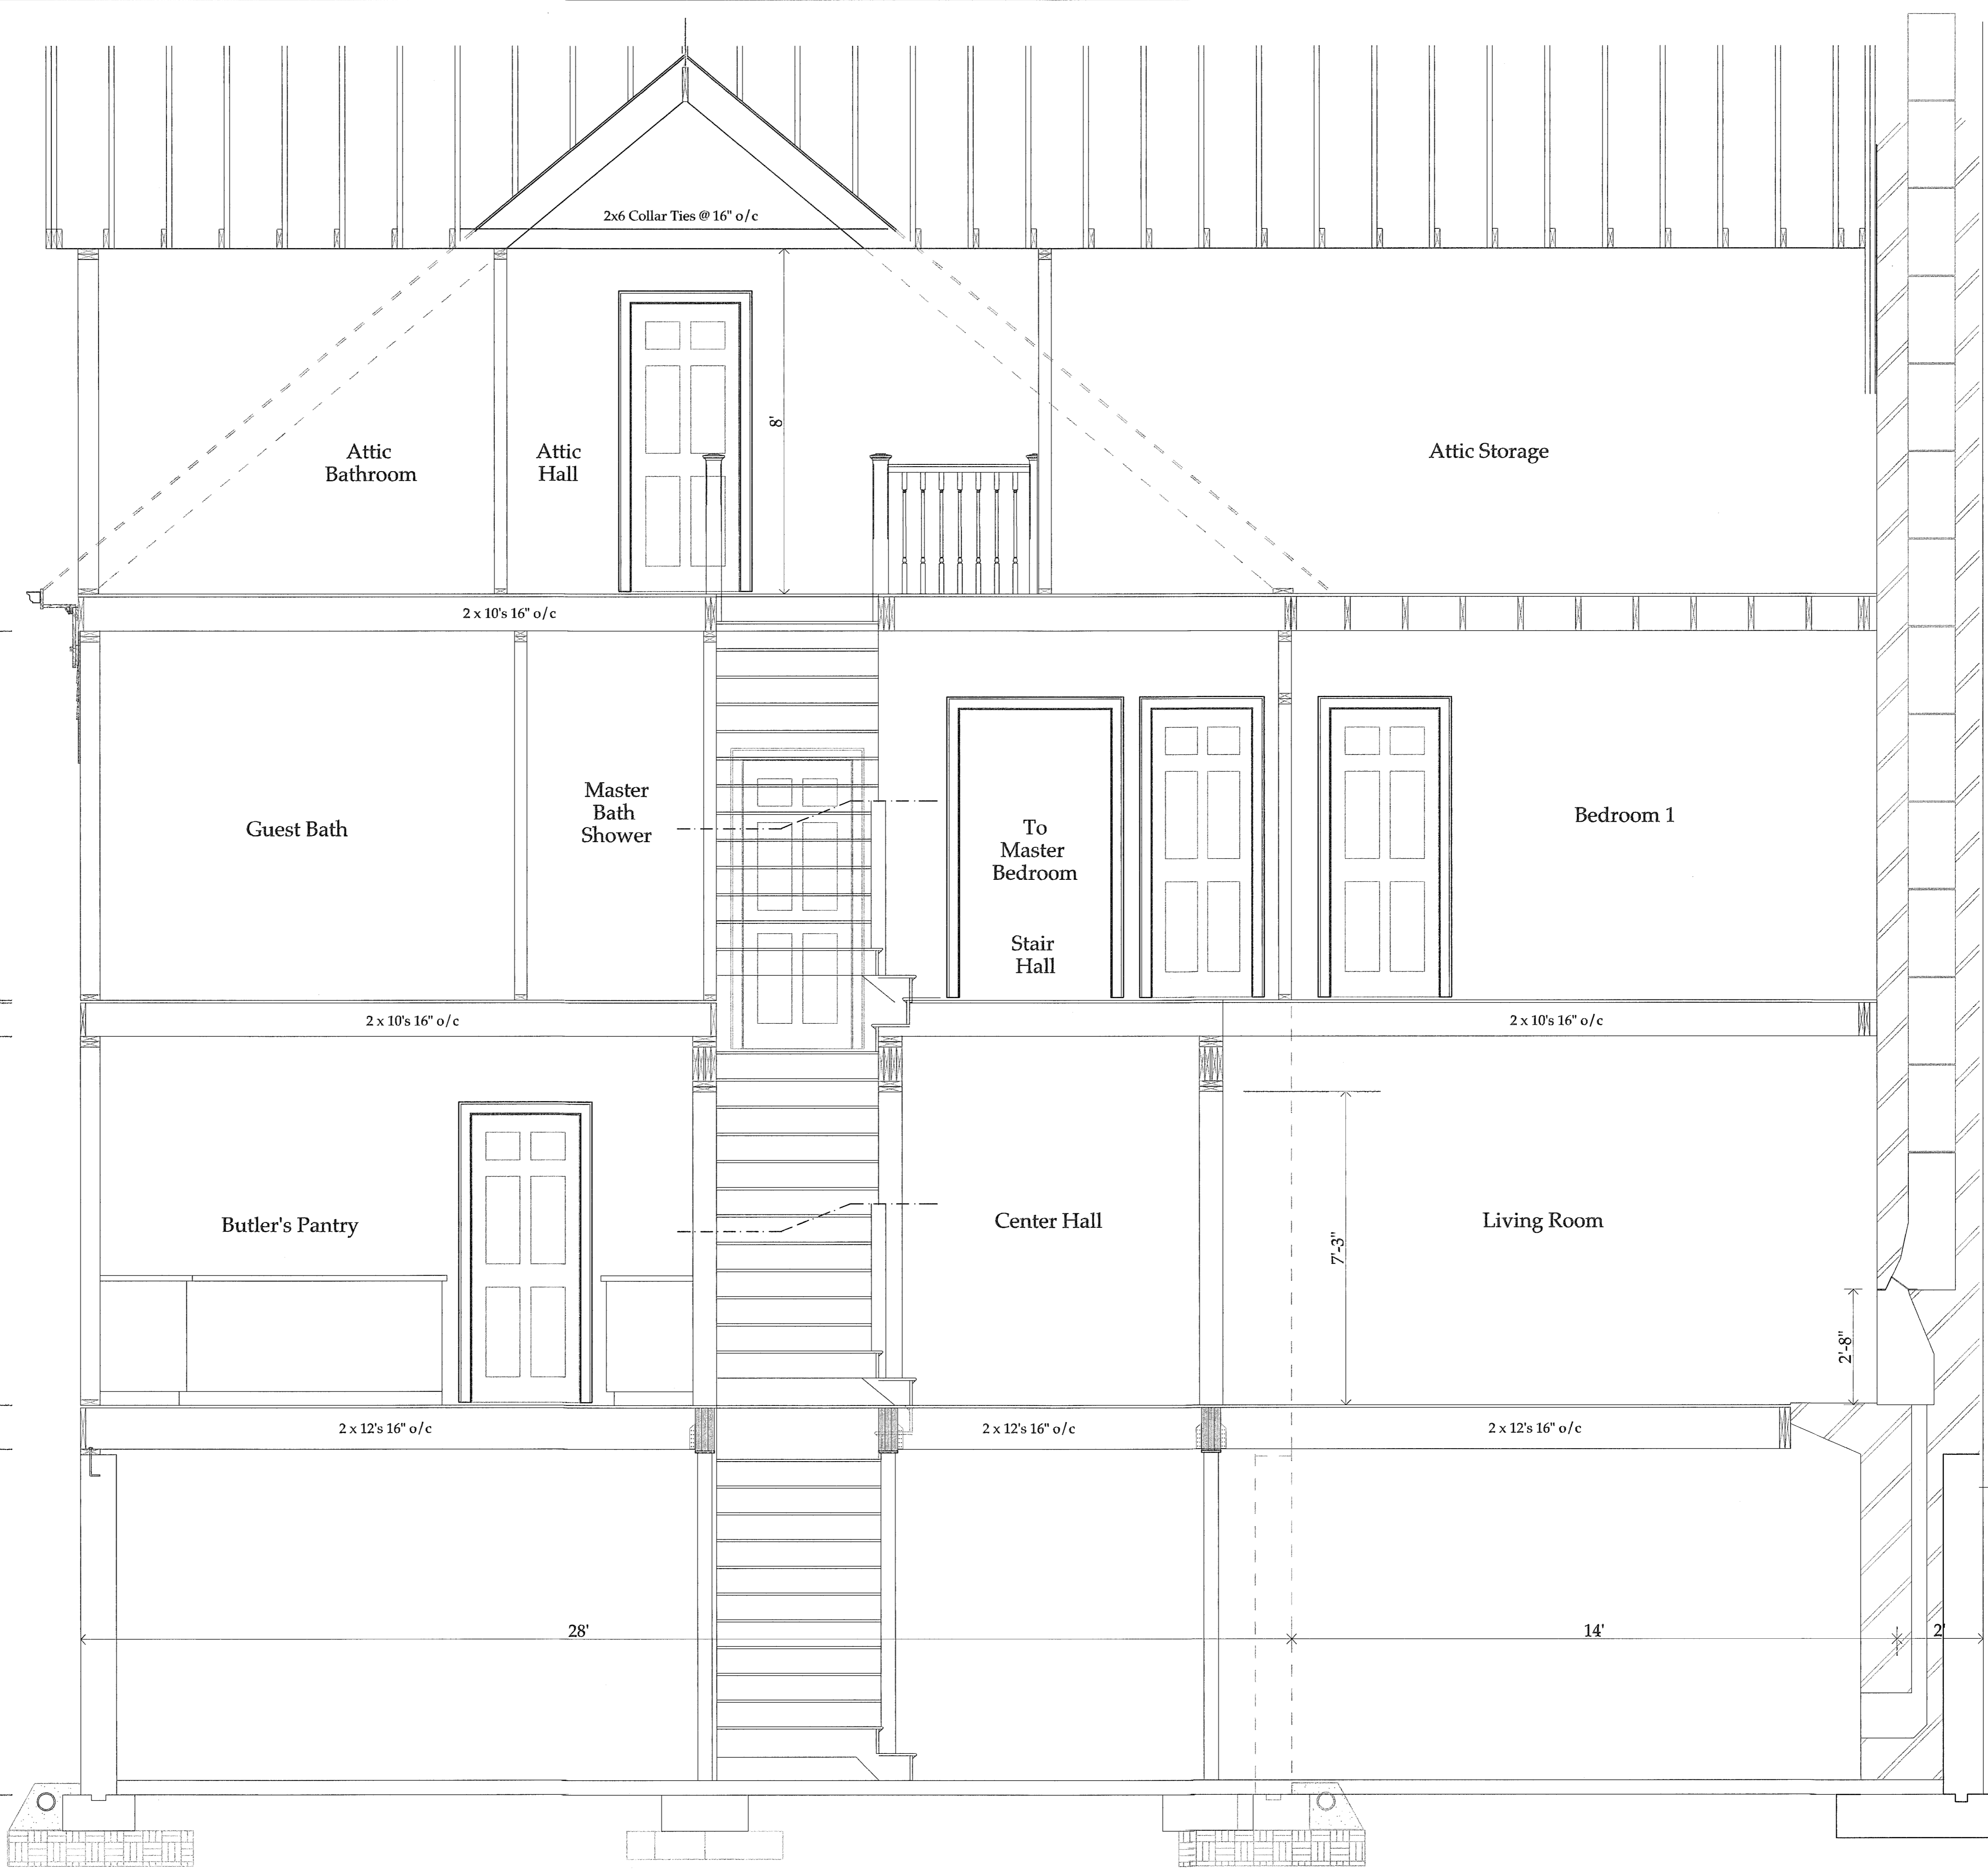 2x6 Collar Ties @ 16" o/c
8'
Attic
Bathroom
Attic
Hall
Attic Storage
2 x 10's 16" o/c
Guest Bath
Master
Bath
Shower
To
Master
Bedroom
Stair
Hall
Bedroom 1
2 x 10's 16" o/c
2 x 10's 16" o/c
Butler's Pantry
Center Hall
7'-3"
Living Room
2'-8"
2 x 12's 16" o/c
2 x 12's 16" o/c
2 x 12's 16" o/c
28'
14'
2'